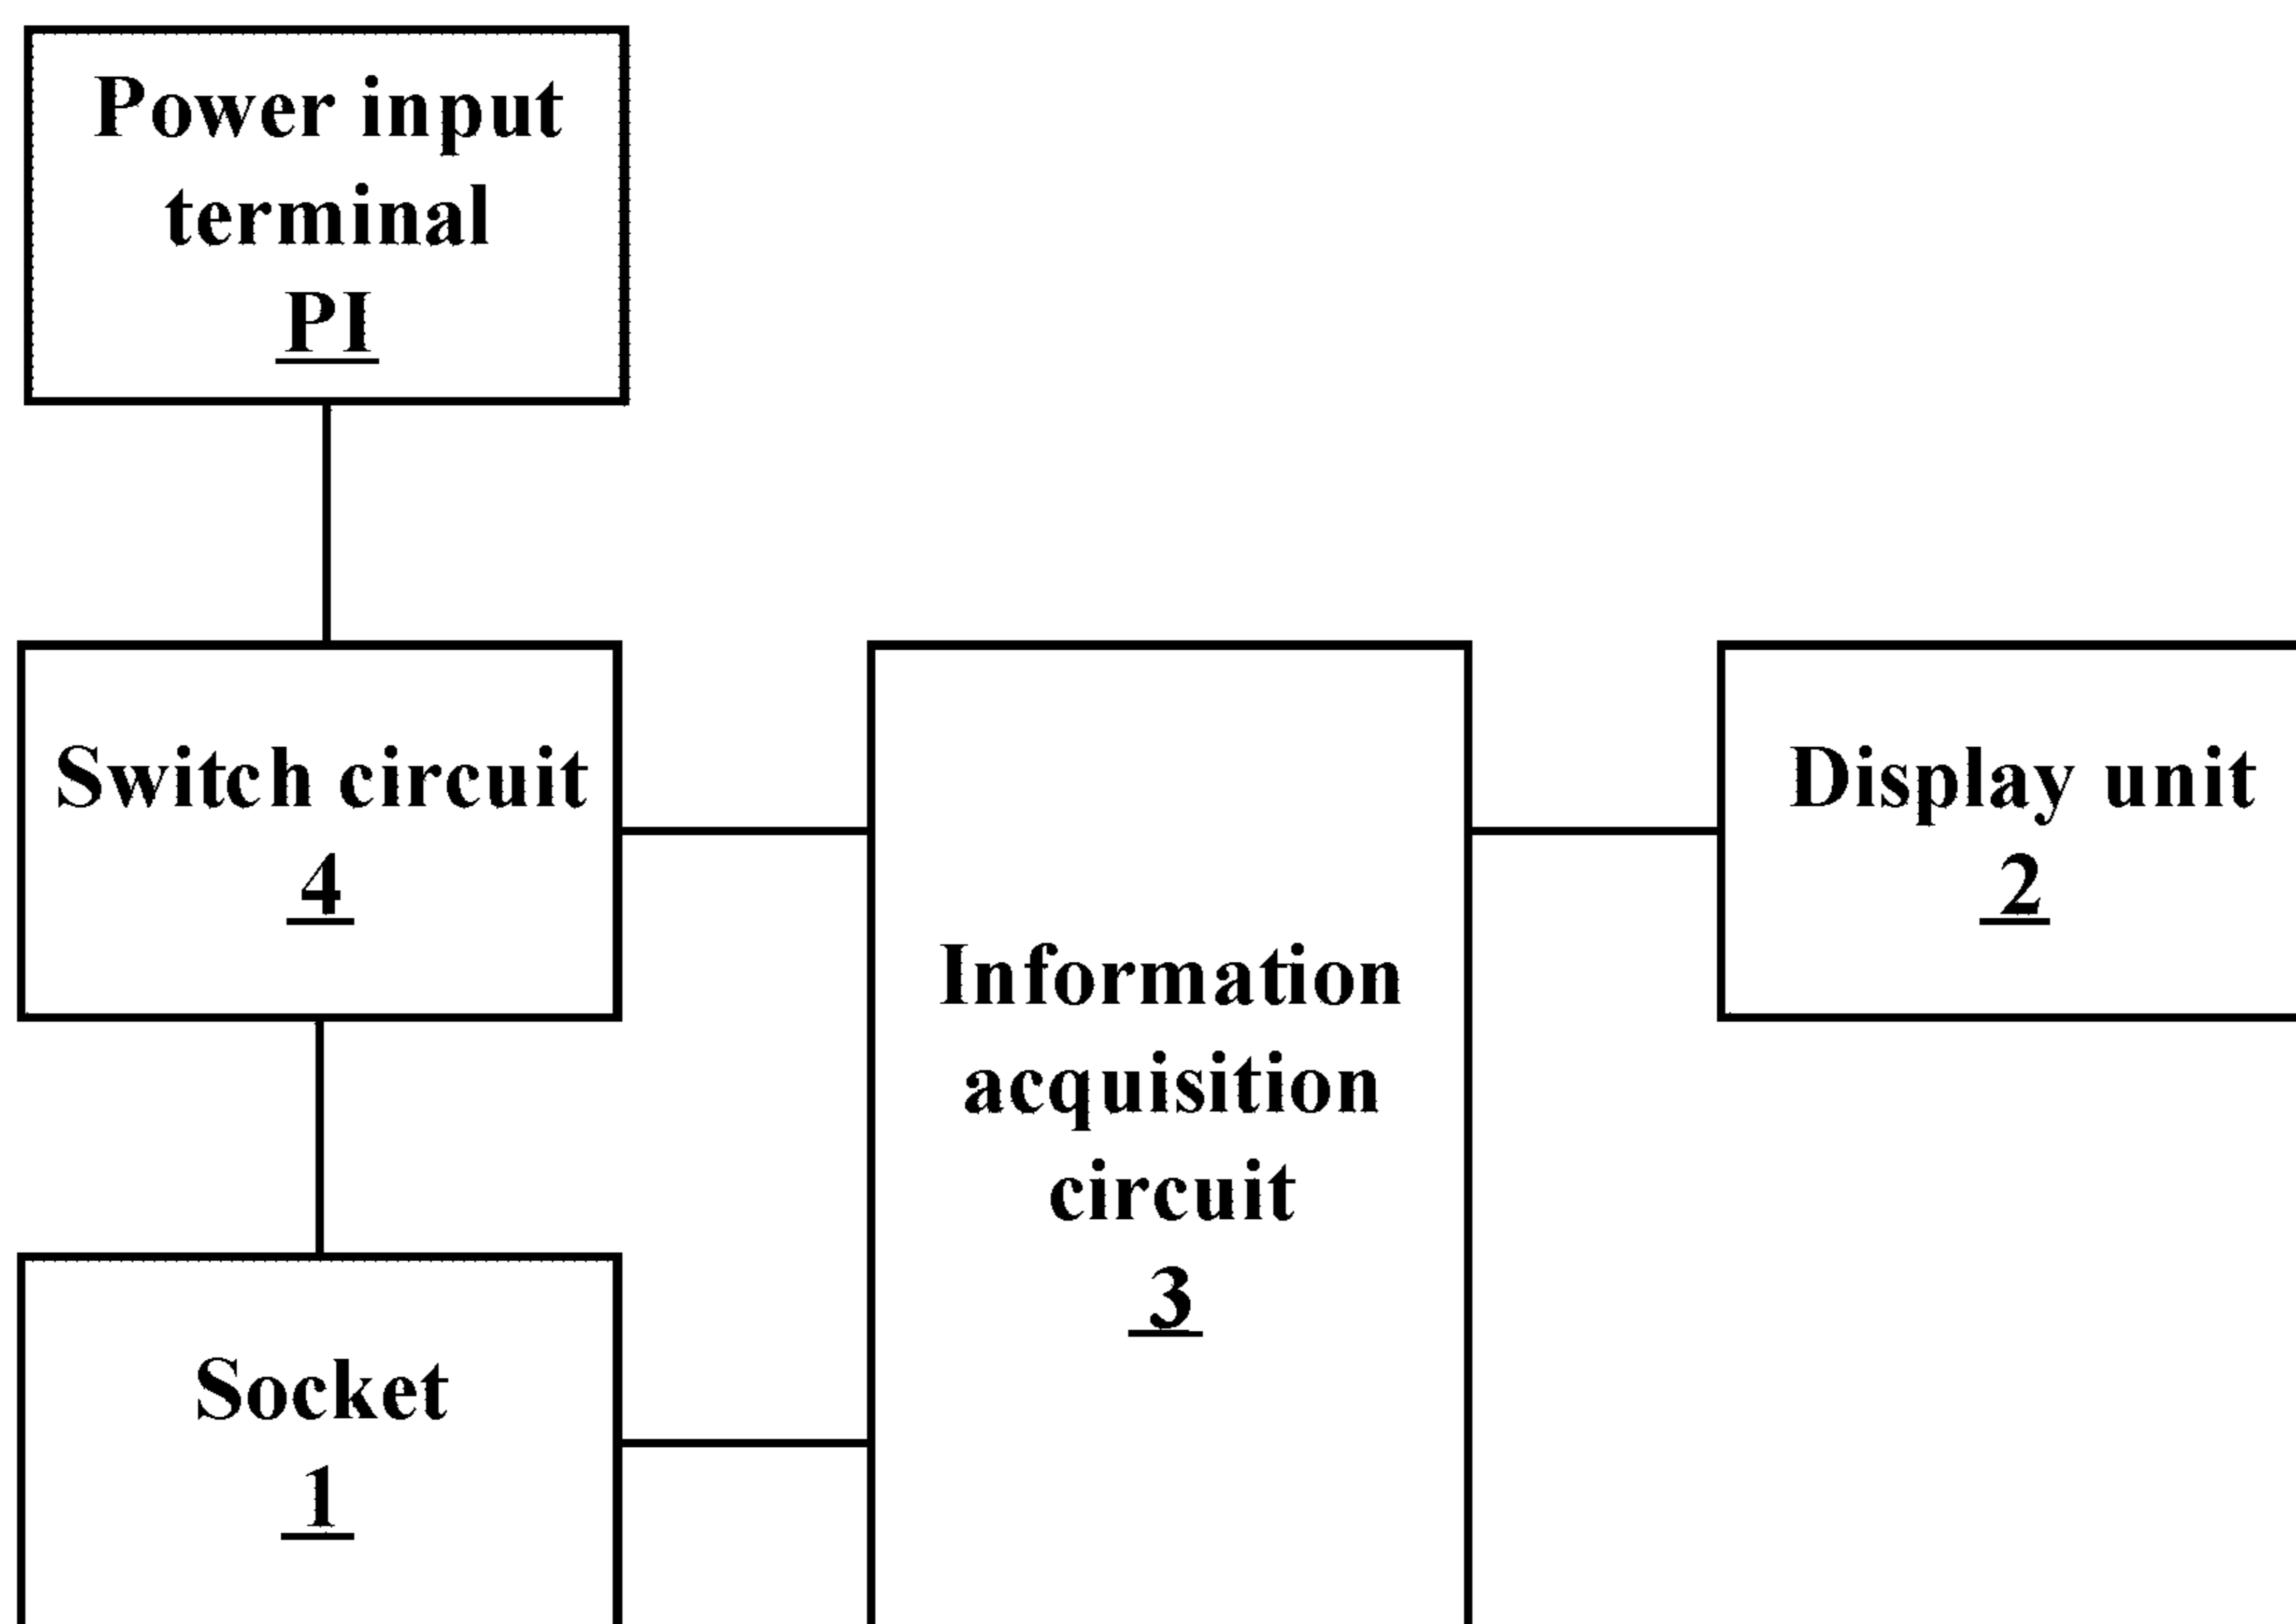 Power input
terminal
PI
Switch circuit
4
Information
acquisition
circuit
3
Display unit
2
Socket
1